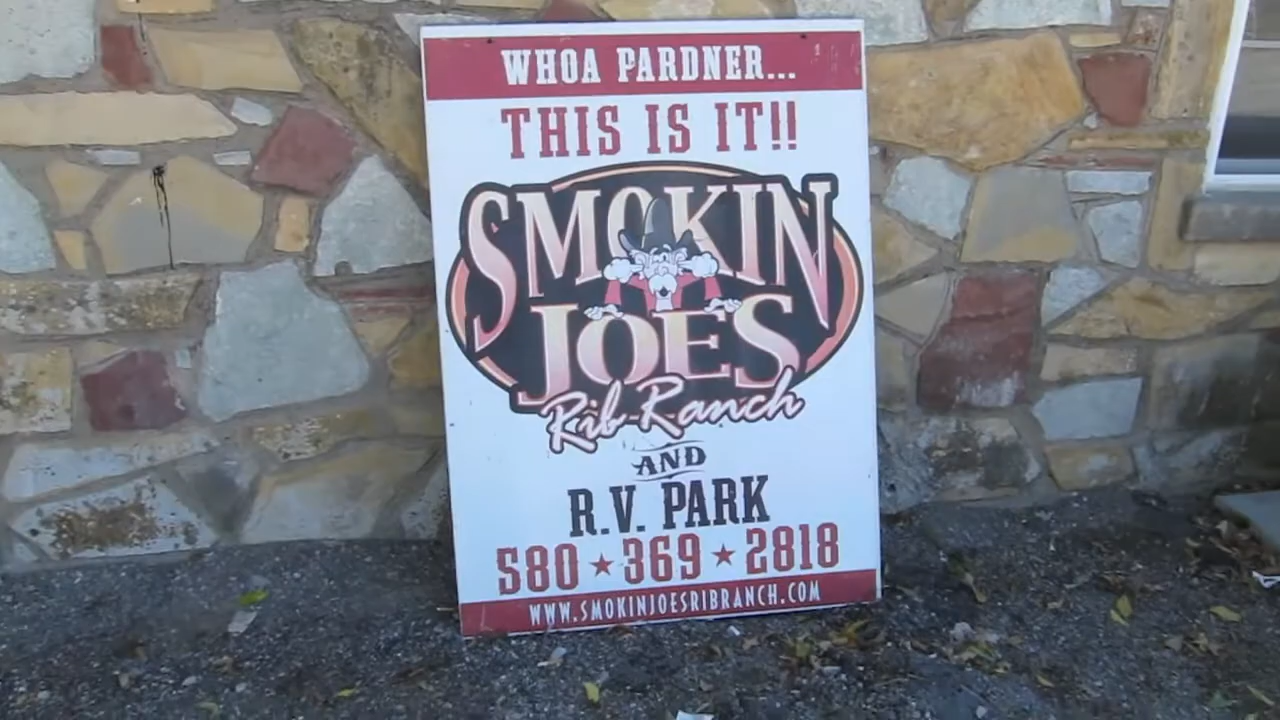 WHOA PARDNER...
THIS IS IT!!
SMOKIN
JOES
Rib Ranch
AND
R.V. PARK
580★369★2818
WWW.SMOKINJOESRIBRANCH.COM